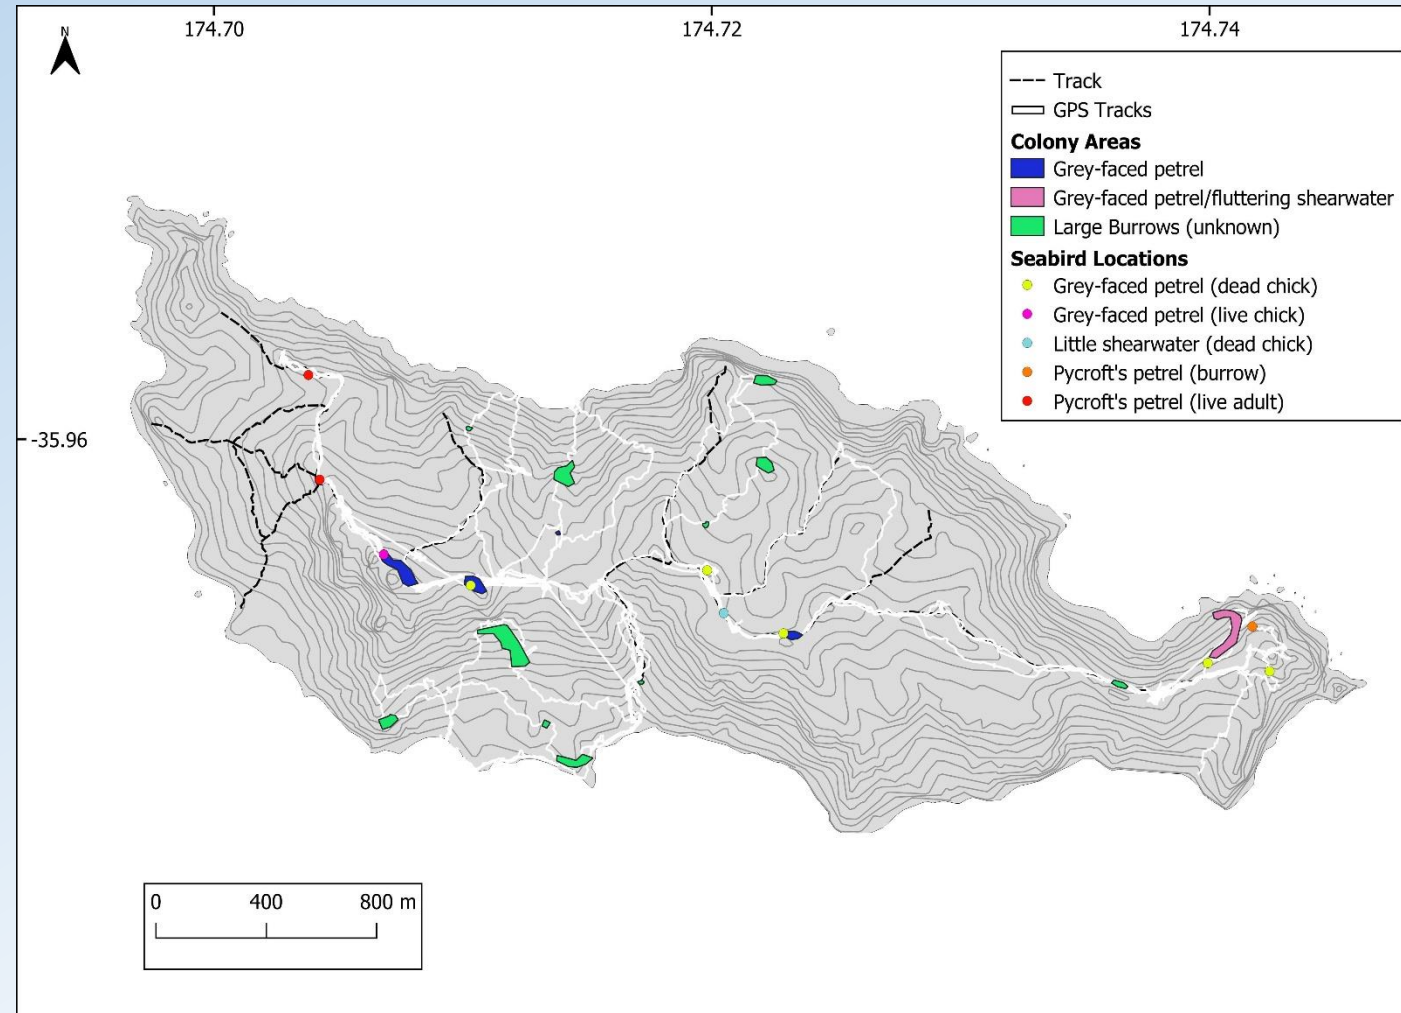 174.70
174.72
174.74
N
-35.96
Track
GPS Tracks
Colony Areas
Grey-faced petrel
Grey-faced petrel/fluttering shearwater
Large Burrows (unknown)
Seabird Locations
Grey-faced petrel (dead chick)
Grey-faced petrel (live chick)
Little shearwater (dead chick)
Pycroft's petrel (burrow)
Pycroft's petrel (live adult)
0 400 800 m